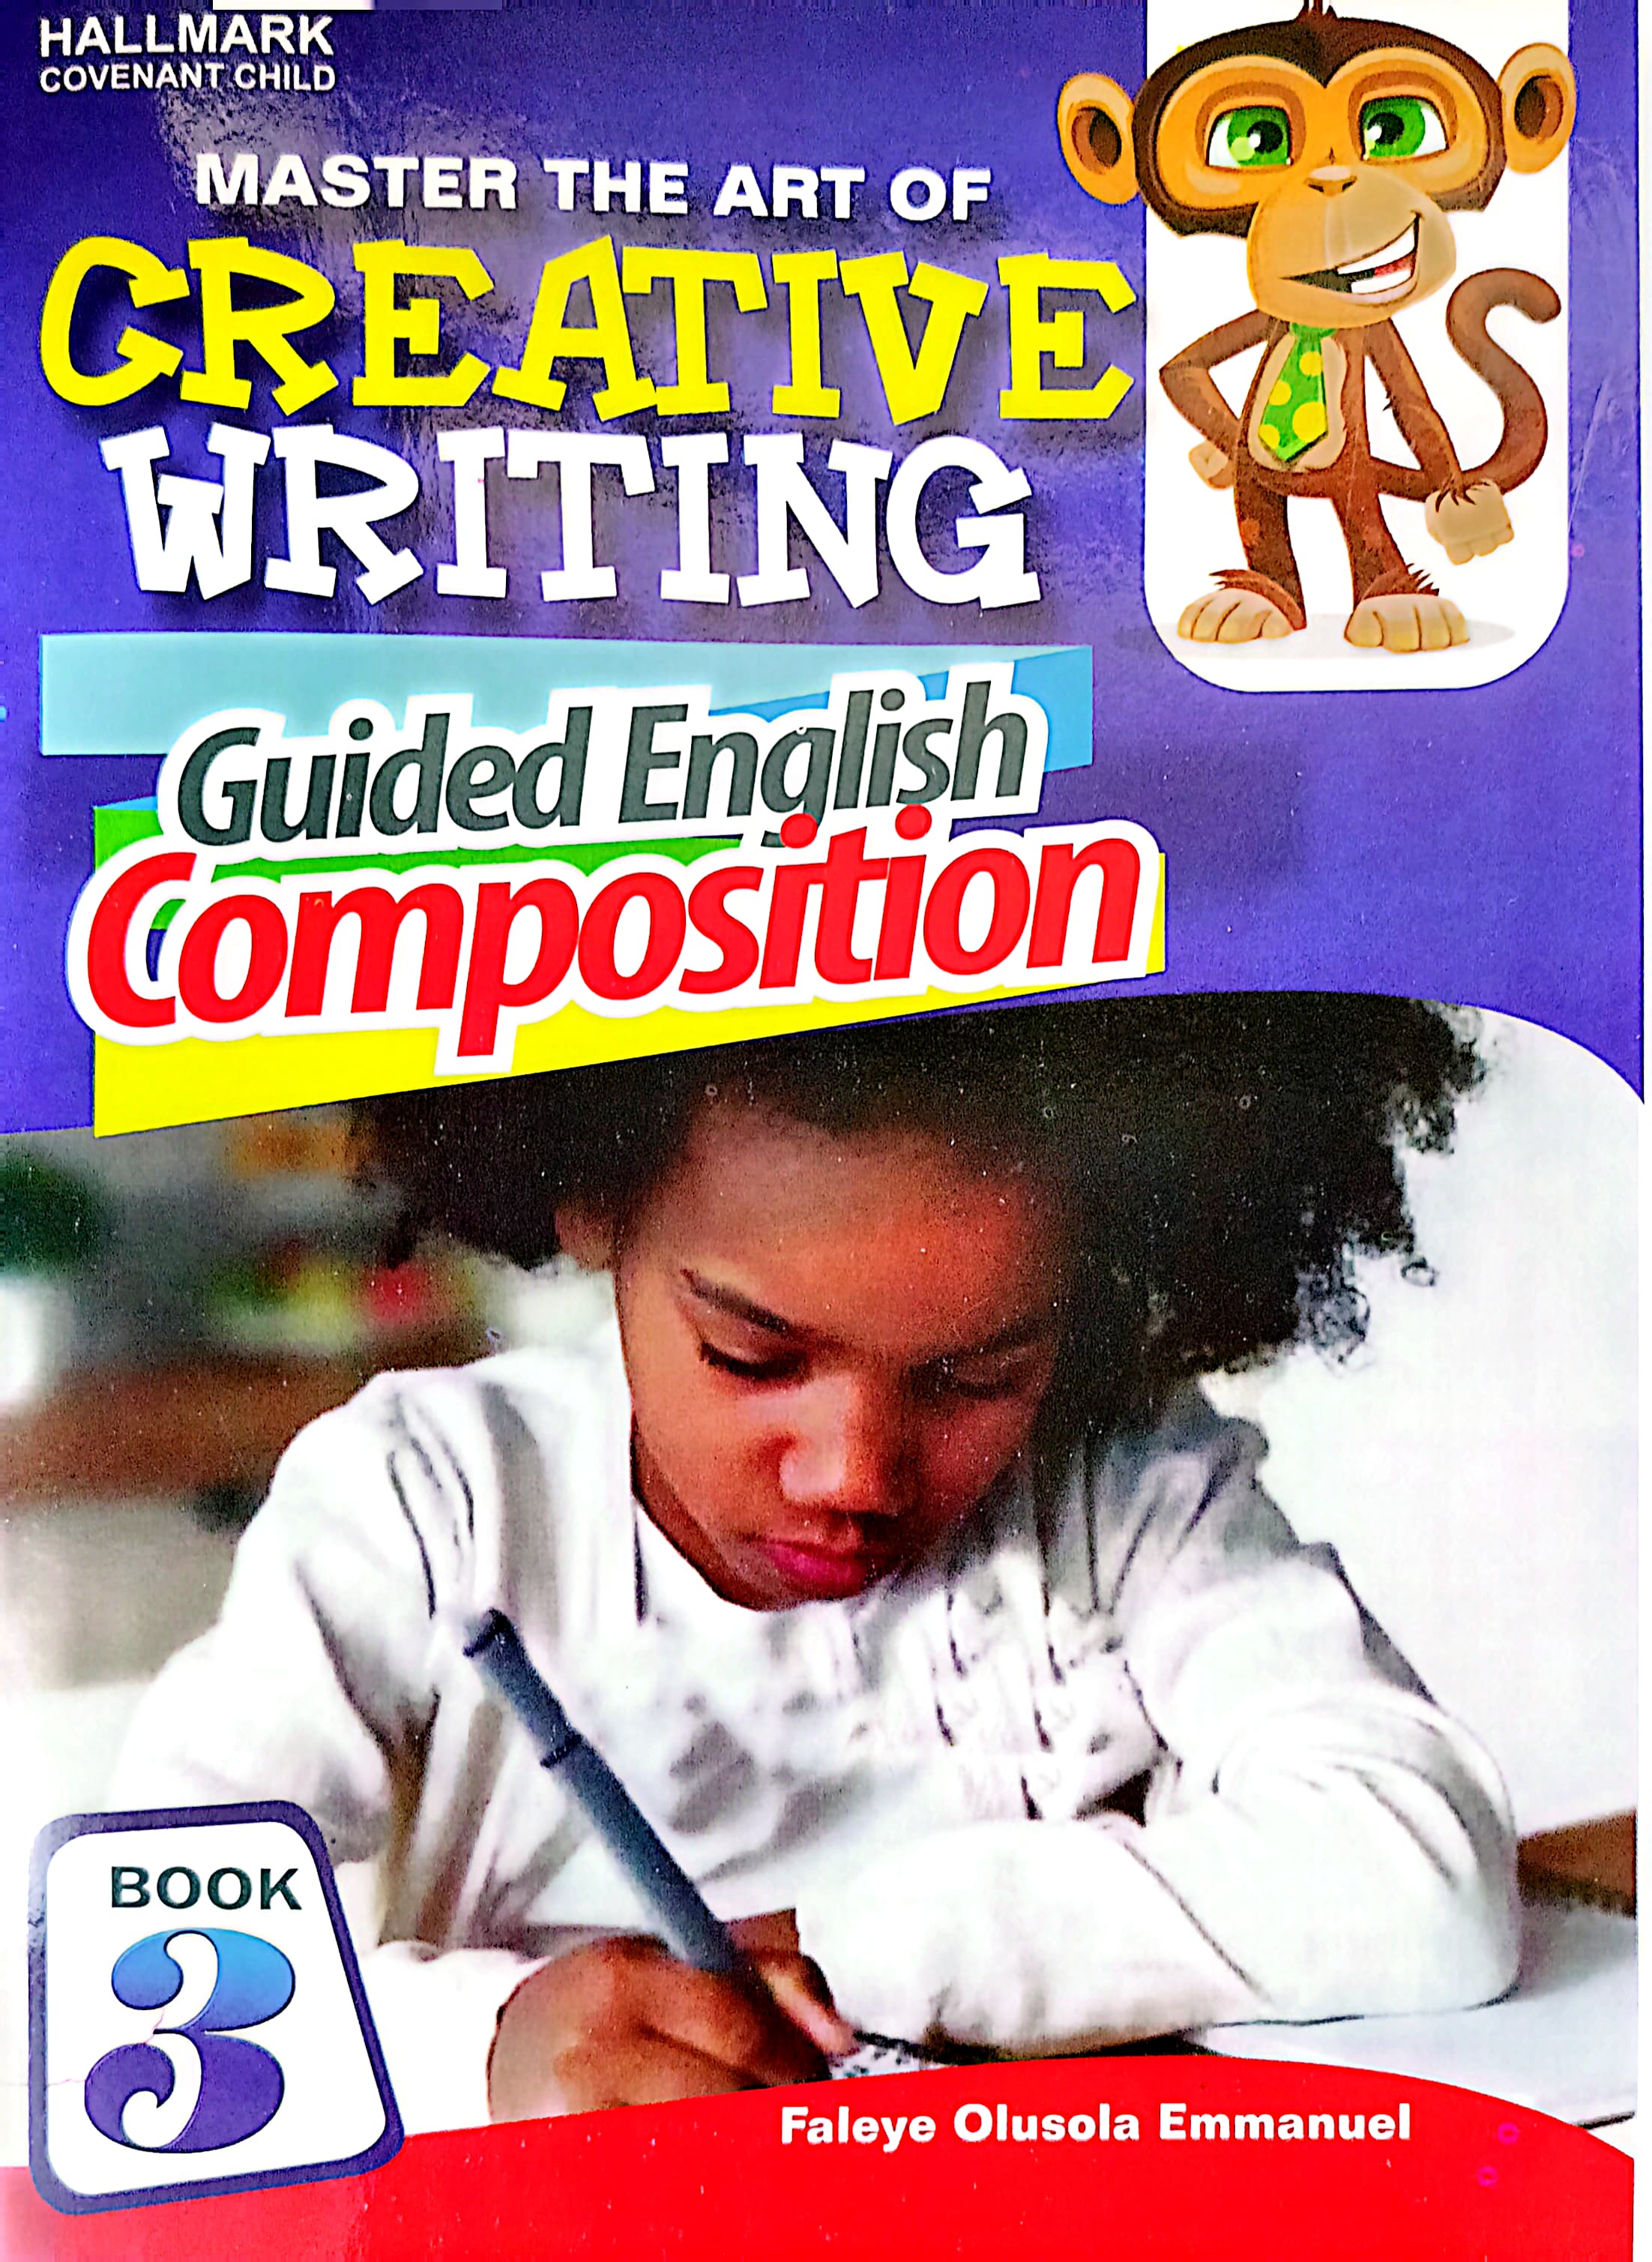 HALLMARK
COVENANT CHILD
MASTER THE ART OF
CREATIVE
WRITING
Guided English
Composition
BOOK
3
Faleye Olusola Emmanuel